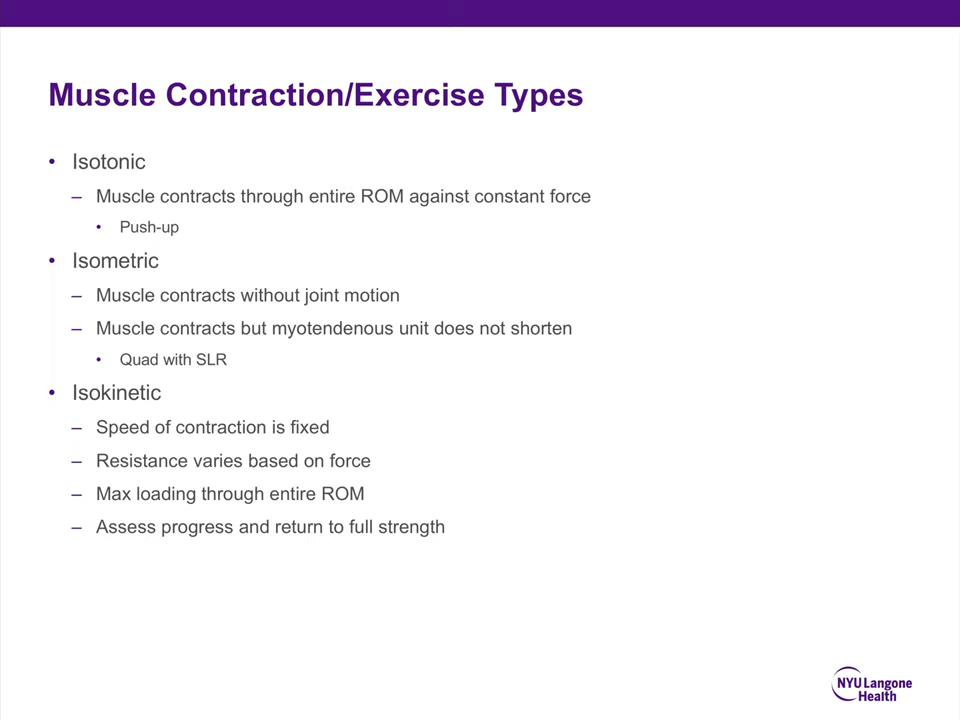 Muscle Contraction/Exercise Types
• Isotonic
– Muscle contracts through entire ROM against constant force
• Push-up
• Isometric
– Muscle contracts without joint motion
– Muscle contracts but myotendenous unit does not shorten
• Quad with SLR
• Isokinetic
– Speed of contraction is fixed
– Resistance varies based on force
– Max loading through entire ROM
– Assess progress and return to full strength
NYU Langone
Health